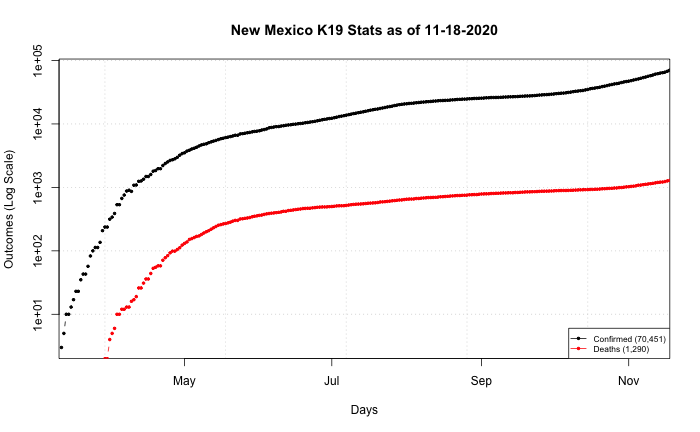 New Mexico K19 Stats as of 11-18-2020
Outcomes (Log Scale)
1e+05
1e+04
1e+03
1e+02
1e+01
Confirmed (70,451)
Deaths (1,290)
May
Jul
Sep
Nov
Days